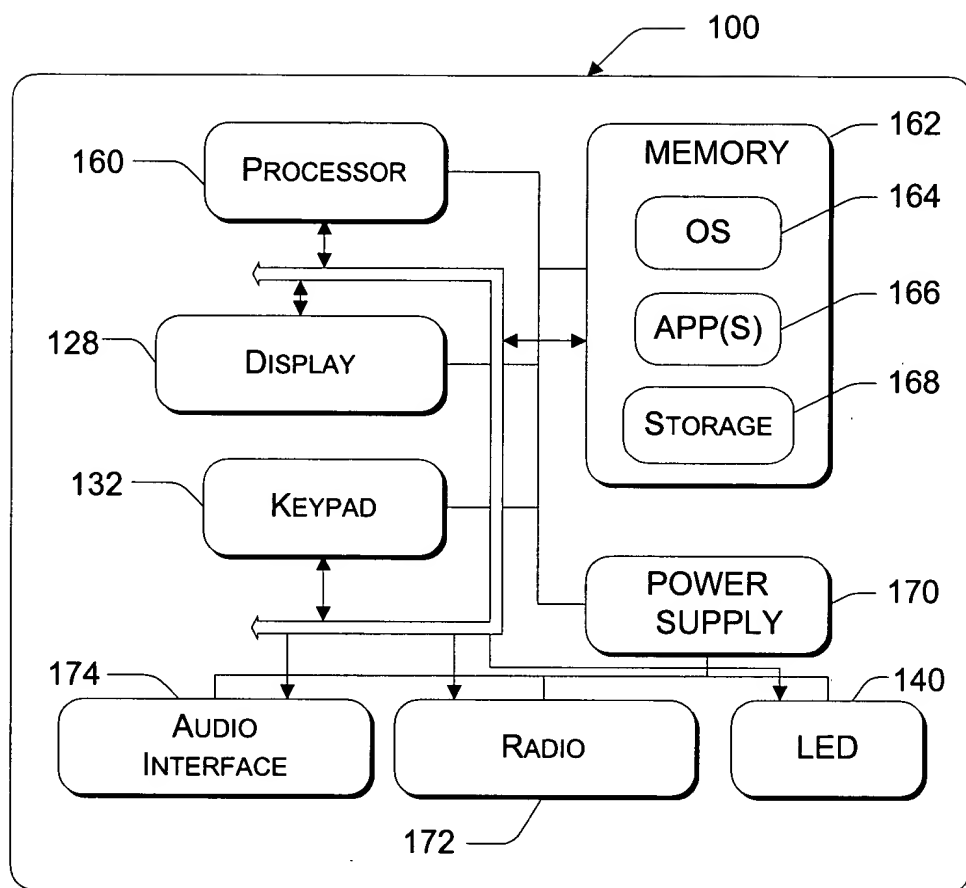 100
160
PROCESSOR
MEMORY
162
OS
164
APP(S)
166
STORAGE
168
128
DISPLAY
132
KEYPAD
POWER
SUPPLY
170
174
AUDIO
INTERFACE
RADIO
172
LED
140